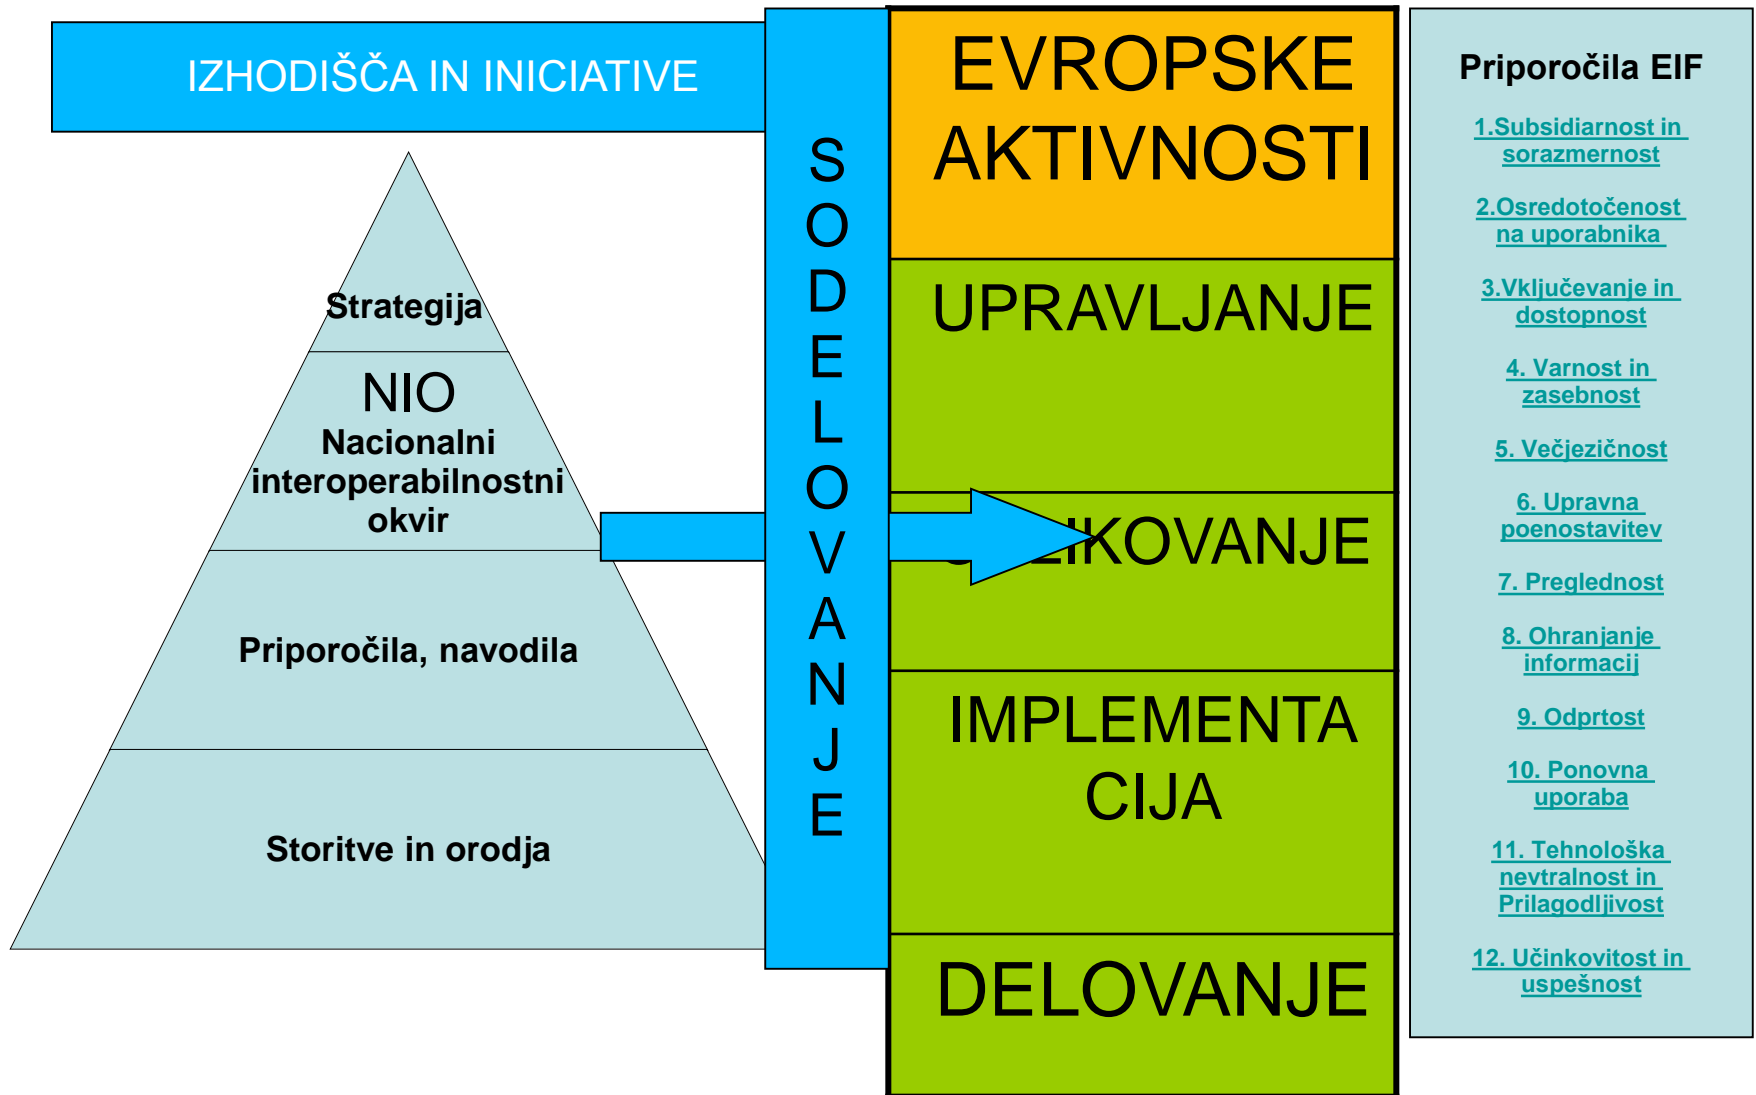 IZHODIŠČA IN INICIATIVE
Strategija
NIO
Nacionalni
interoperabilnostni
okvir
Priporočila, navodila
Storitve in orodja
S
O
D
E
L
O
V
A
N
J
E
EVROPSKE
AKTIVNOSTI
UPRAVLJANJE
IMPLEMENTA
CIJA
DELOVANJE
Priporočila EIF
1.Subsidiarnost in
sorazmernost
2.Osredotočenost
na uporabnika
3.Vključevanje in
dostopnost
4. Varnost in
zasebnost
5. Večjezičnost
6. Upravna
poenostavitev
7. Preglednost
8. Ohranjanje
informacij
9. Odprtost
10. Ponovna
uporaba
11. Tehnološka
nevtralnost in
Prilagodljivost
12. Učinkovitost in
uspešnost